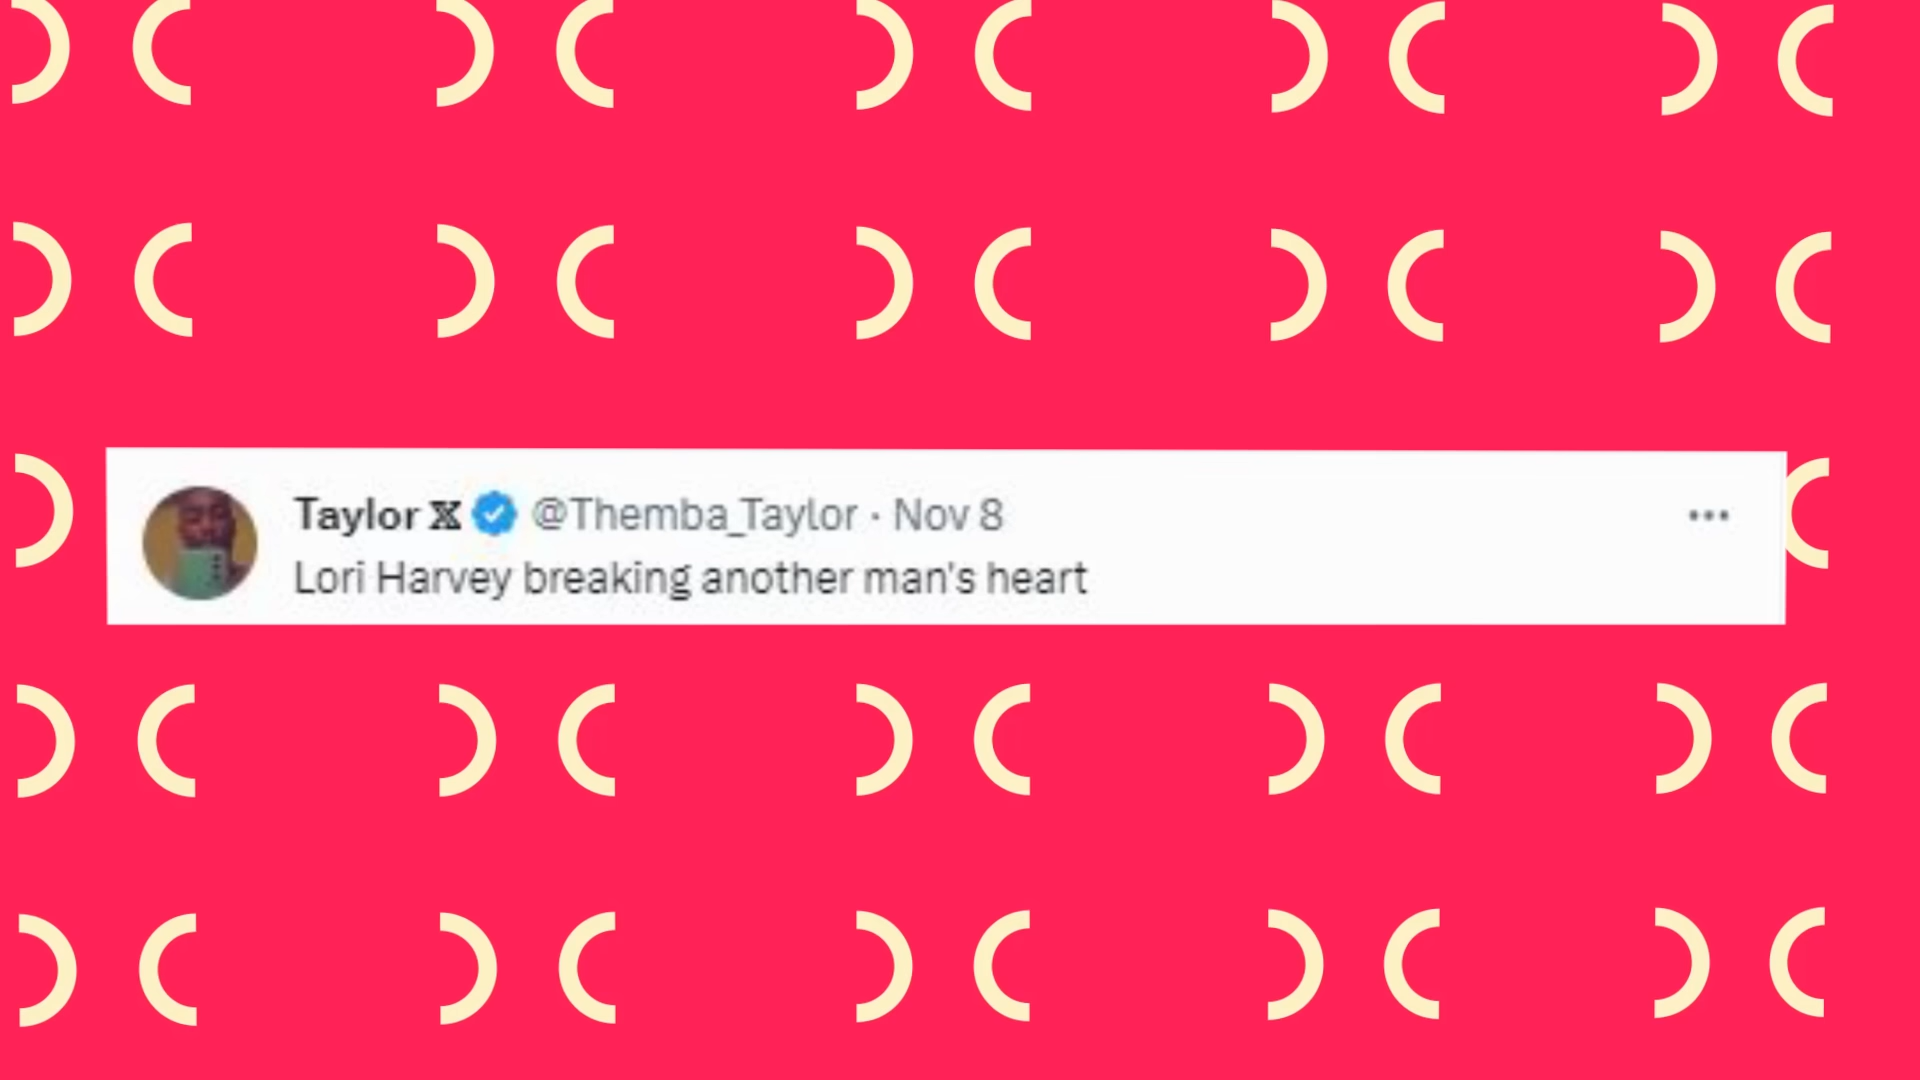 Taylor 𝕏 @Themba_Taylor · Nov 8
Lori Harvey breaking another man's heart